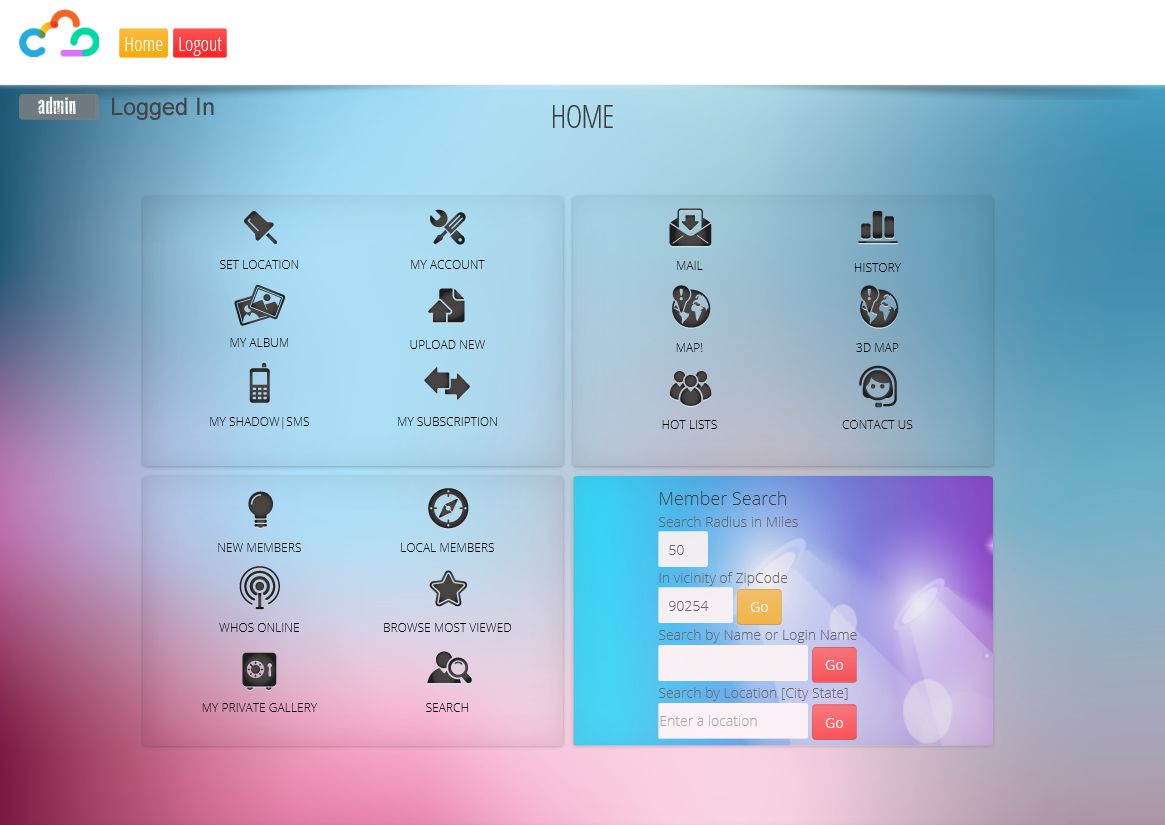 Home Logout
admin Logged In
HOME
SET LOCATION MY ACCOUNT
MY ALBUM UPLOAD NEW
MY SHADOW|SMS MY SUBSCRIPTION
MAIL HISTORY
MAP! 3D MAP
HOT LISTS CONTACT US
NEW MEMBERS LOCAL MEMBERS
WHOS ONLINE BROWSE MOST VIEWED
MY PRIVATE GALLERY SEARCH
Member Search
Search Radius in Miles
50
In vicinity of ZipCode
90254 Go
Search by Name or Login Name
Go
Search by Location [City State]
Enter a location Go